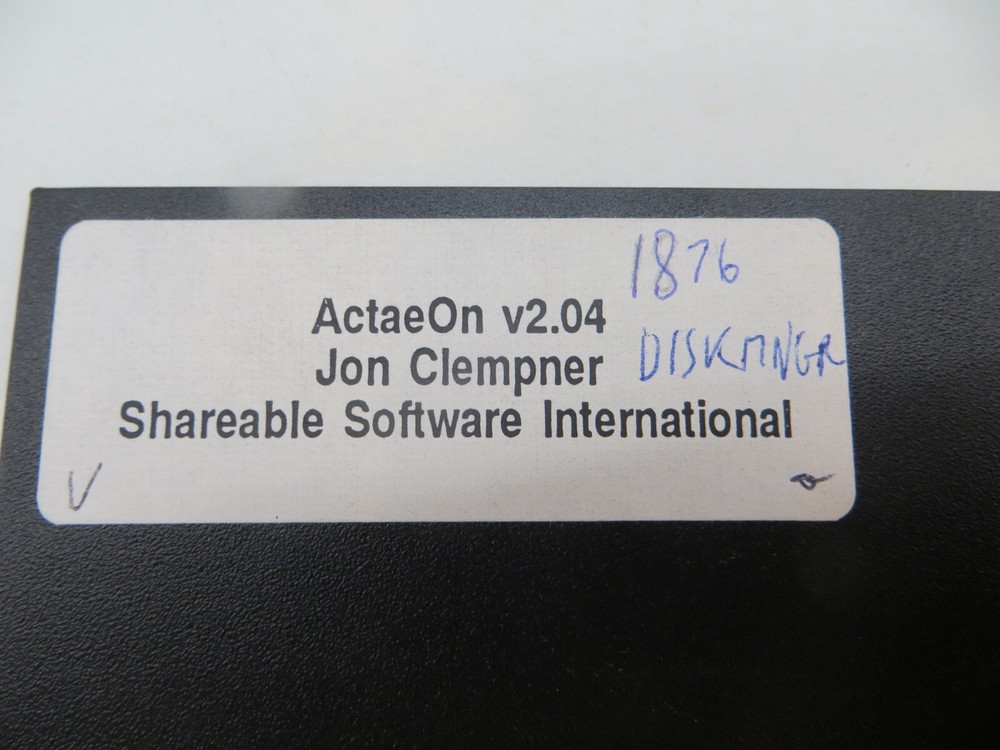 1876
ActaeOn v2.04
DISKMNGR
Jon Clempner
Shareable Software International
V